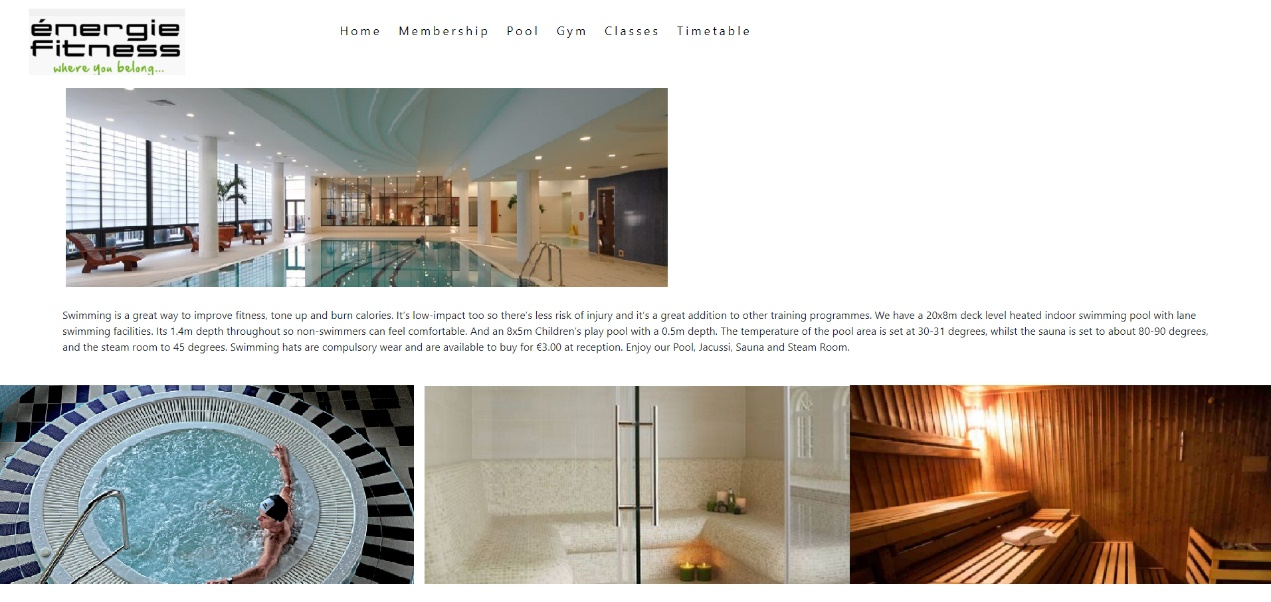 énergie
fitness
where you belong...
Home Membership Pool Gym Classes Timetable
Swimming is a great way to improve fitness, tone up and burn calories. It's low-impact too so there's less risk of injury and it's a great addition to other training programmes. We have a 20x8m deck level heated indoor swimming pool with lane
swimming facilities. Its 1.4m depth throughout so non-swimmers can feel comfortable. And an 8x5m Children's play pool with a 0.5m depth. The temperature of the pool area is set at 30-31 degrees, whilst the sauna is set to about 80-90 degrees,
and the steam room to 45 degrees. Swimming hats are compulsory wear and are available to buy for €3.00 at reception. Enjoy our Pool, Jacussi, Sauna and Steam Room.